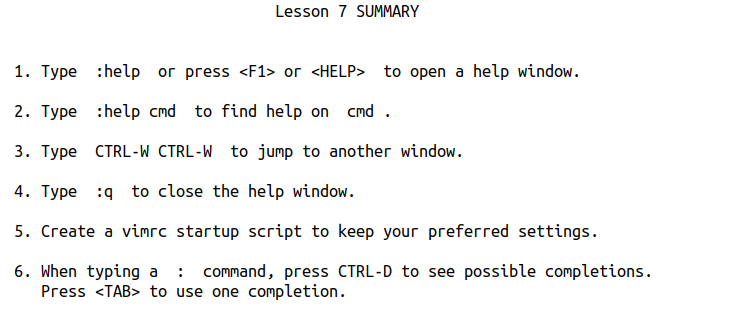 Lesson 7 SUMMARY
1. Type  :help  or press <F1> or <HELP>  to open a help window.
2. Type  :help cmd  to find help on  cmd .
3. Type  CTRL-W CTRL-W  to jump to another window.
4. Type  :q  to close the help window.
5. Create a vimrc startup script to keep your preferred settings.
6. When typing a  :  command, press CTRL-D to see possible completions.
Press <TAB> to use one completion.